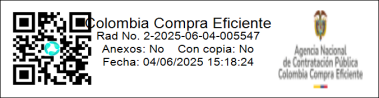 Colombia Compra Eficiente
Rad No. 2-2025-06-04-005547
Anexos: No Con copia: No
Fecha: 04/06/2025 15:18:24
Agencia Nacional
de Contratación Pública
Colombia Compra Eficiente